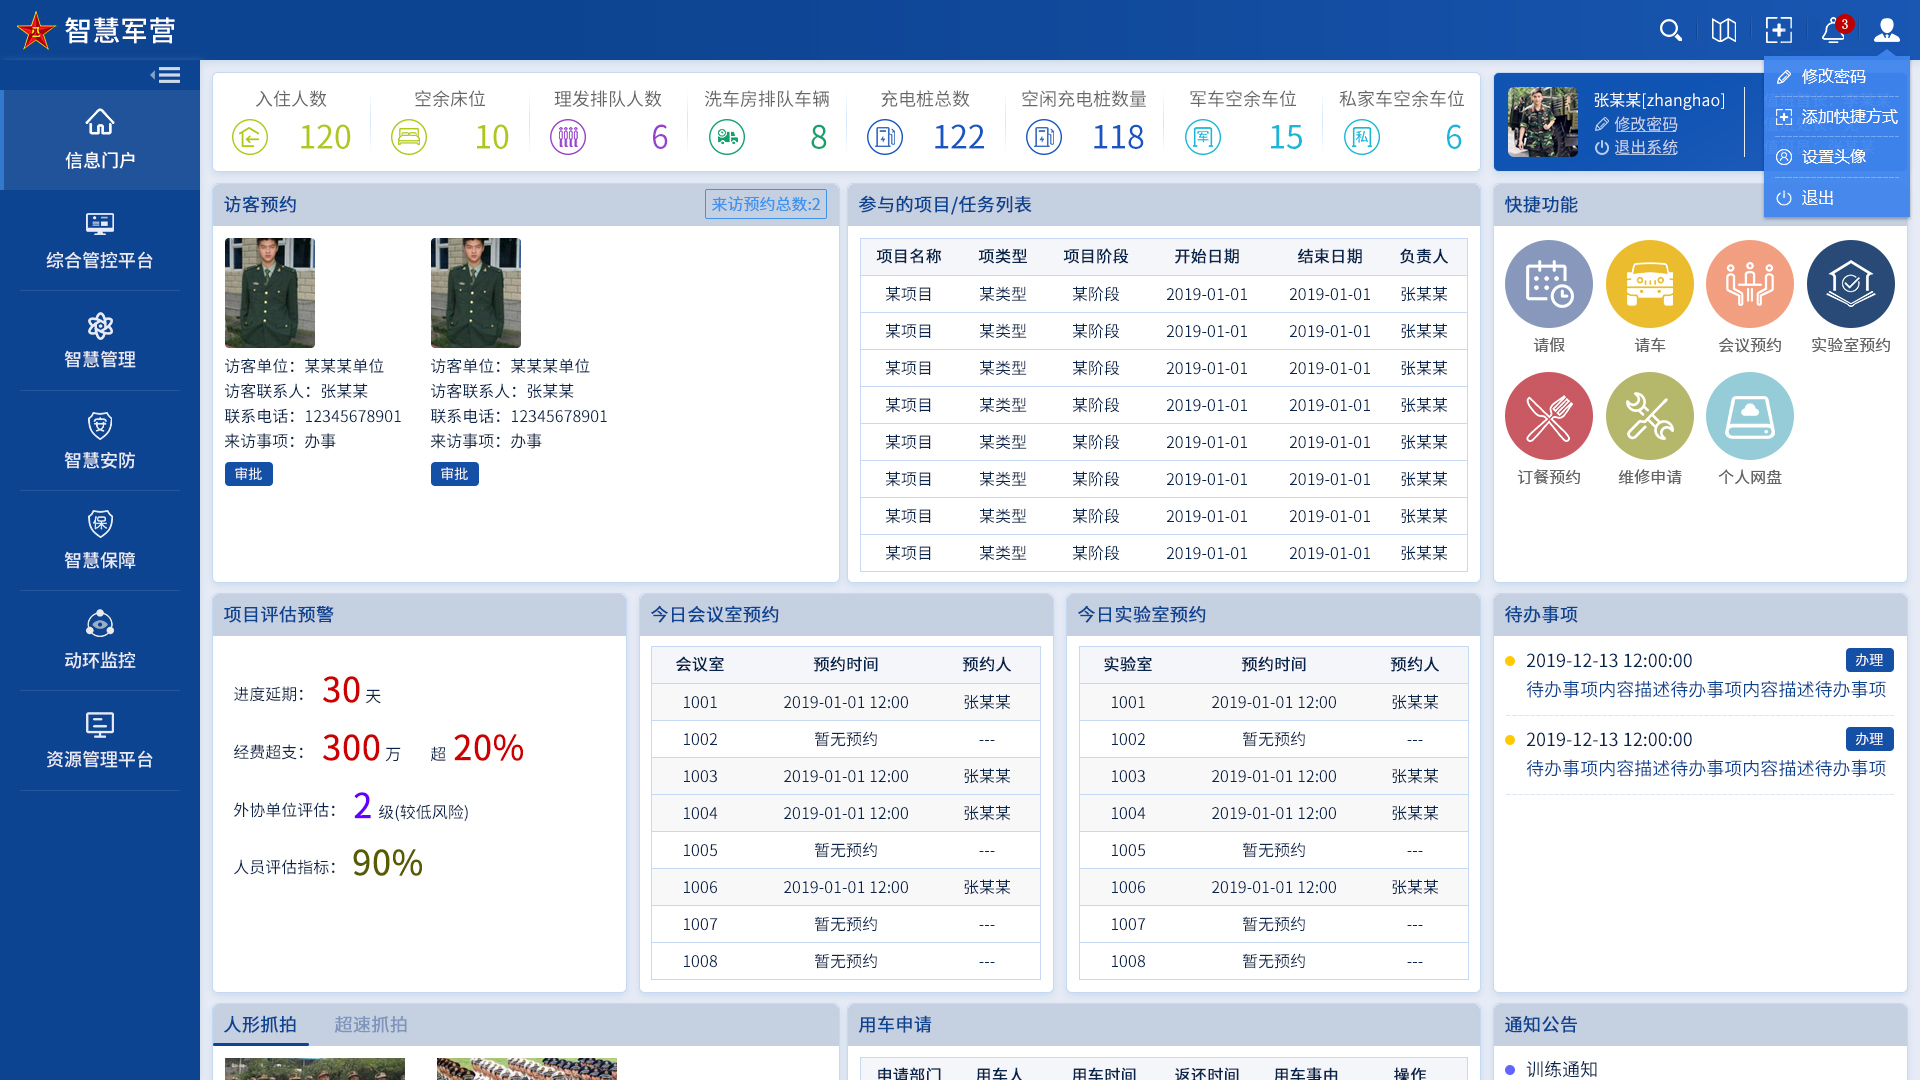 智慧军营
3
修改密码
添加快捷方式
设置头像
退出
信息门户
综合管控平台
智慧管理
智慧安防
安
智慧保障
保
动环监控
资源管理平台
入住人数 120
空余床位 10
理发排队人数 6
洗车房排队车辆 8
充电桩总数 122
空闲充电桩数量 118
军车空余车位 军 15
私家车空余车位 私 6
张某某[zhanghao]
修改密码
退出系统
访客预约 来访预约总数:2
访客单位：某某某单位
访客联系人：张某某
联系电话：12345678901
来访事项：办事
审批
访客单位：某某某单位
访客联系人：张某某
联系电话：12345678901
来访事项：办事
审批
参与的项目/任务列表
项目名称 项类型 项目阶段 开始日期 结束日期 负责人
某项目 某类型 某阶段 2019-01-01 2019-01-01 张某某
某项目 某类型 某阶段 2019-01-01 2019-01-01 张某某
某项目 某类型 某阶段 2019-01-01 2019-01-01 张某某
某项目 某类型 某阶段 2019-01-01 2019-01-01 张某某
某项目 某类型 某阶段 2019-01-01 2019-01-01 张某某
某项目 某类型 某阶段 2019-01-01 2019-01-01 张某某
某项目 某类型 某阶段 2019-01-01 2019-01-01 张某某
某项目 某类型 某阶段 2019-01-01 2019-01-01 张某某
快捷功能
请假 请车 会议预约 实验室预约
订餐预约 维修申请 个人网盘
项目评估预警
进度延期： 30 天
经费超支： 300 万 超 20%
外协单位评估： 2 级(较低风险)
人员评估指标： 90%
今日会议室预约
会议室 预约时间 预约人
1001 2019-01-01 12:00 张某某
1002 暂无预约 ---
1003 2019-01-01 12:00 张某某
1004 2019-01-01 12:00 张某某
1005 暂无预约 ---
1006 2019-01-01 12:00 张某某
1007 暂无预约 ---
1008 暂无预约 ---
今日实验室预约
实验室 预约时间 预约人
1001 2019-01-01 12:00 张某某
1002 暂无预约 ---
1003 2019-01-01 12:00 张某某
1004 2019-01-01 12:00 张某某
1005 暂无预约 ---
1006 2019-01-01 12:00 张某某
1007 暂无预约 ---
1008 暂无预约 ---
待办事项
2019-12-13 12:00:00 办理
待办事项内容描述待办事项内容描述待办事项
2019-12-13 12:00:00 办理
待办事项内容描述待办事项内容描述待办事项
人形抓拍 超速抓拍
用车申请
申请部门 用车人 用车时间 返还时间 用车事由 操作
通知公告
训练通知